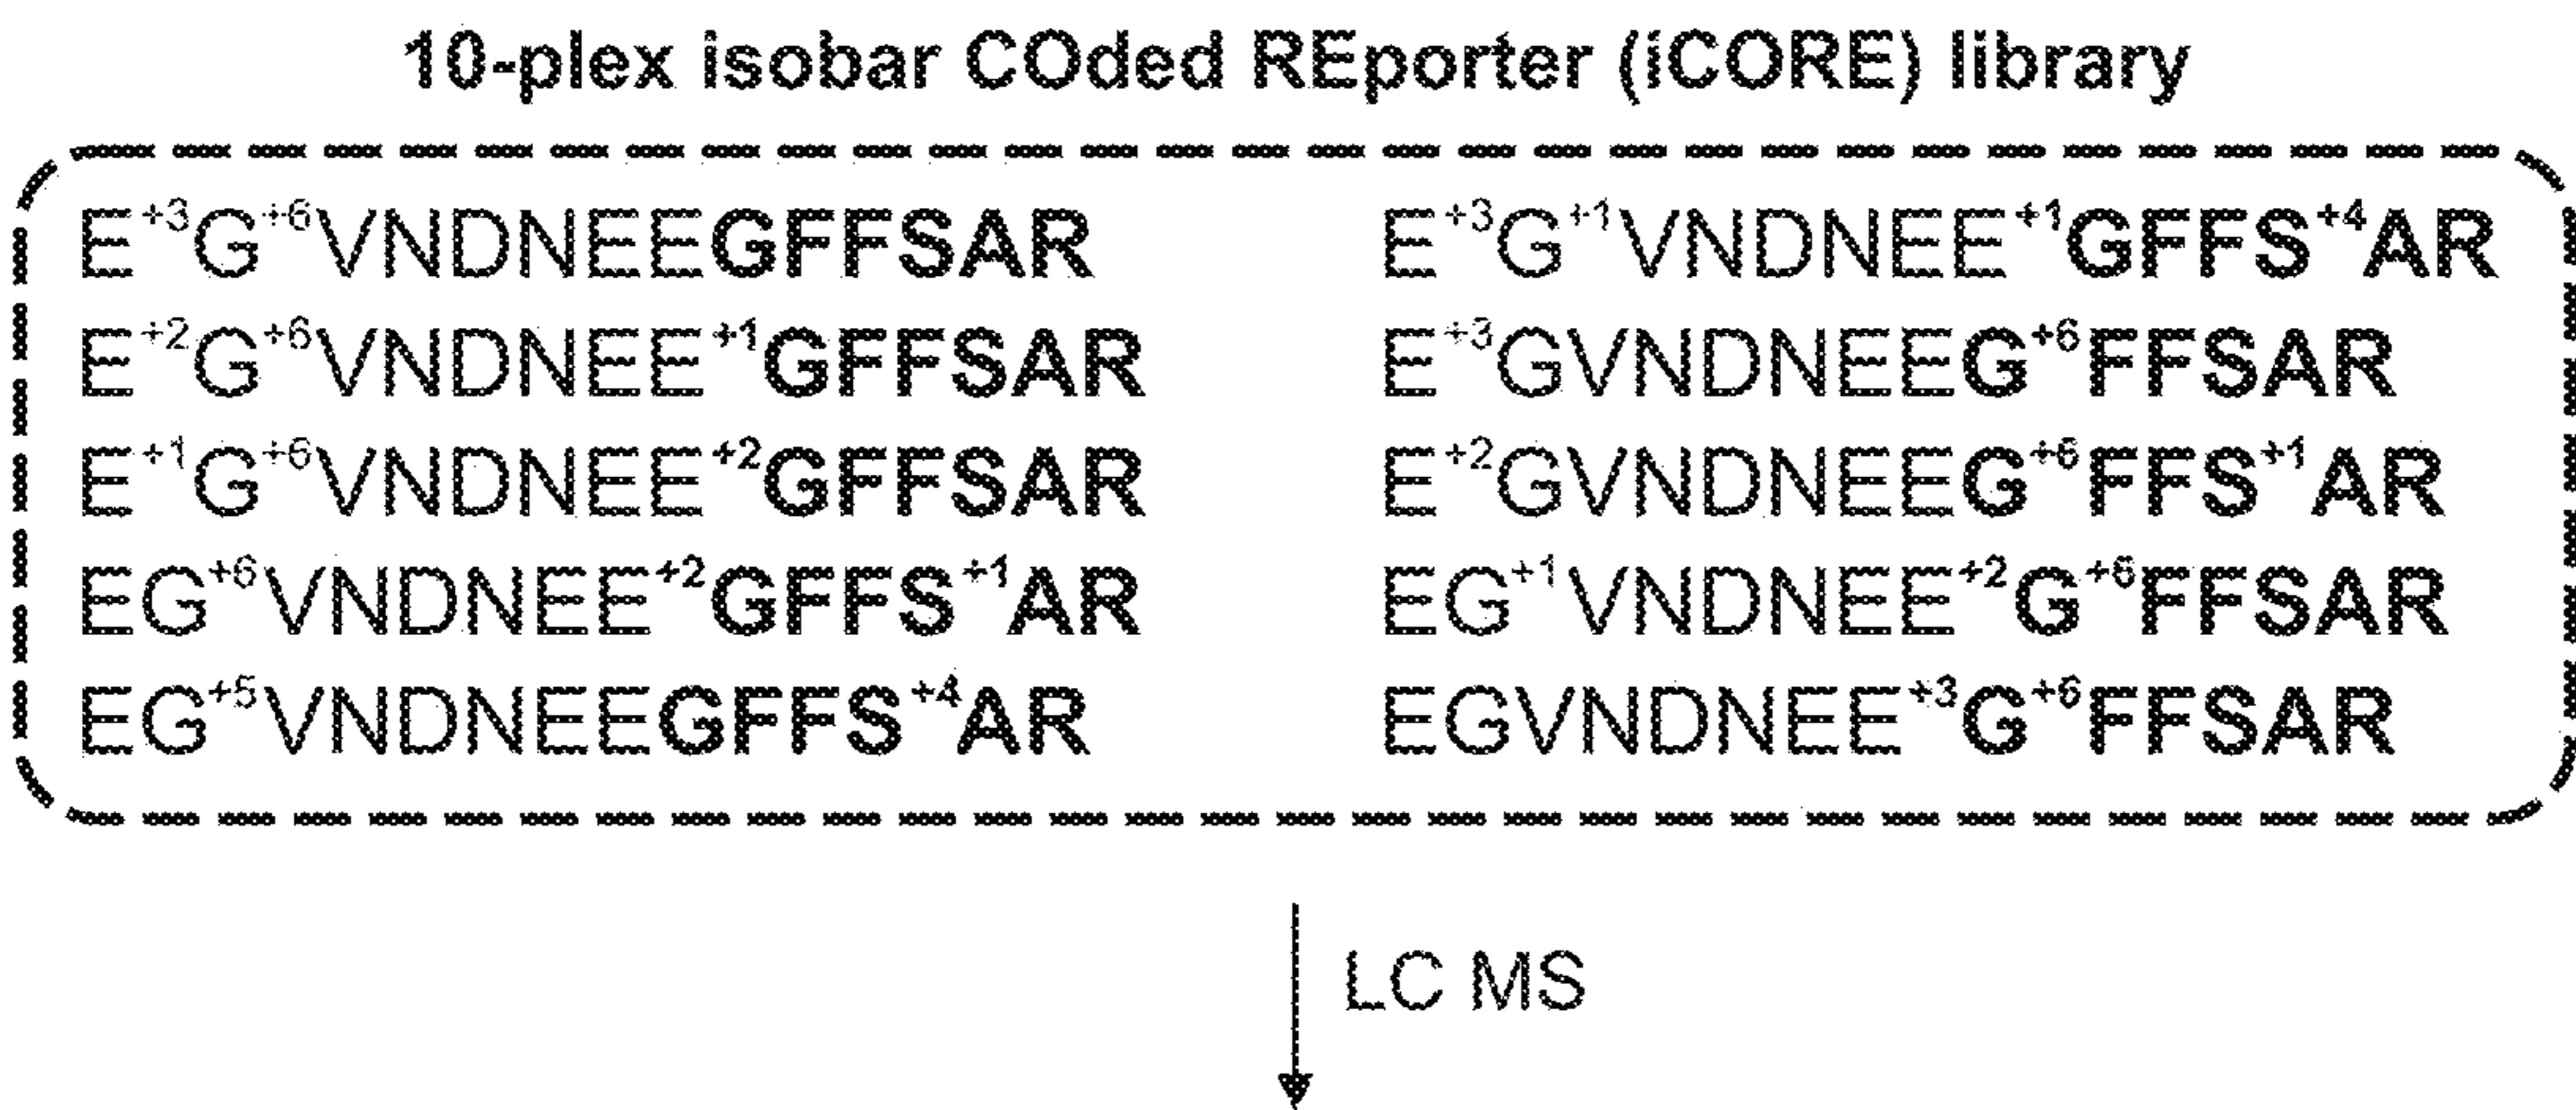 10-plex isobar COded REporter (iCORE) library
E+3G+6VNDNEEGFFSAR
E+2G+6VNDNEE+1GFFSAR
E+1G+6VNDNEE+2GFFSAR
EG+6VNDNEE+2GFFS+1AR
EG+5VNDNEEGFFS+4AR
E+3G+1VNDNEE+1GFFS+4AR
E+3GVNDNEEG+6FFSAR
E+2GVNDNEEG+6FFS+1AR
EG+1VNDNEE+2G+6FFSAR
EGVNDNEE+3G+6FFSAR
LC MS